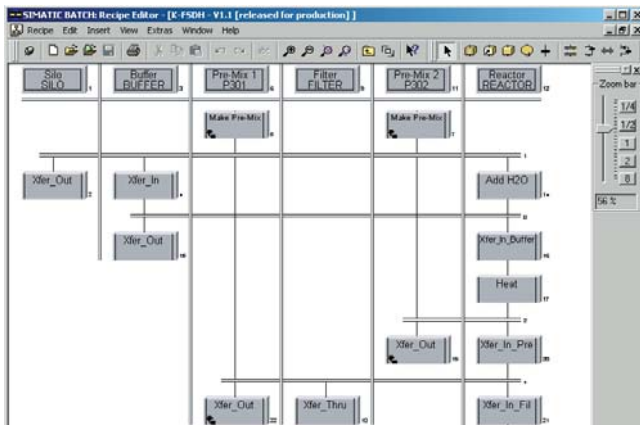 SIMATIC BATCH: Recipe Editor - [K-FSDH - V1.1 [released for production] ]
Recipe Edit Insert View Extras Window Help
Silo Buffer Pre-Mix 1 Filter Pre-Mix 2 Reactor
SILO BUFFER P301 FILTER P302 REACTOR
Zoom bar
Make Pre-Mix Make Pre-Mix
1/4
1/2
1
2
8
56 %
Xfer_Out Xfer_In Add H2O
Xfer_Out Xfer_In_Buffer
Heat
Xfer_Out Xfer_In_Pre
Xfer_Out Xfer_Thru Xfer_In_Fil